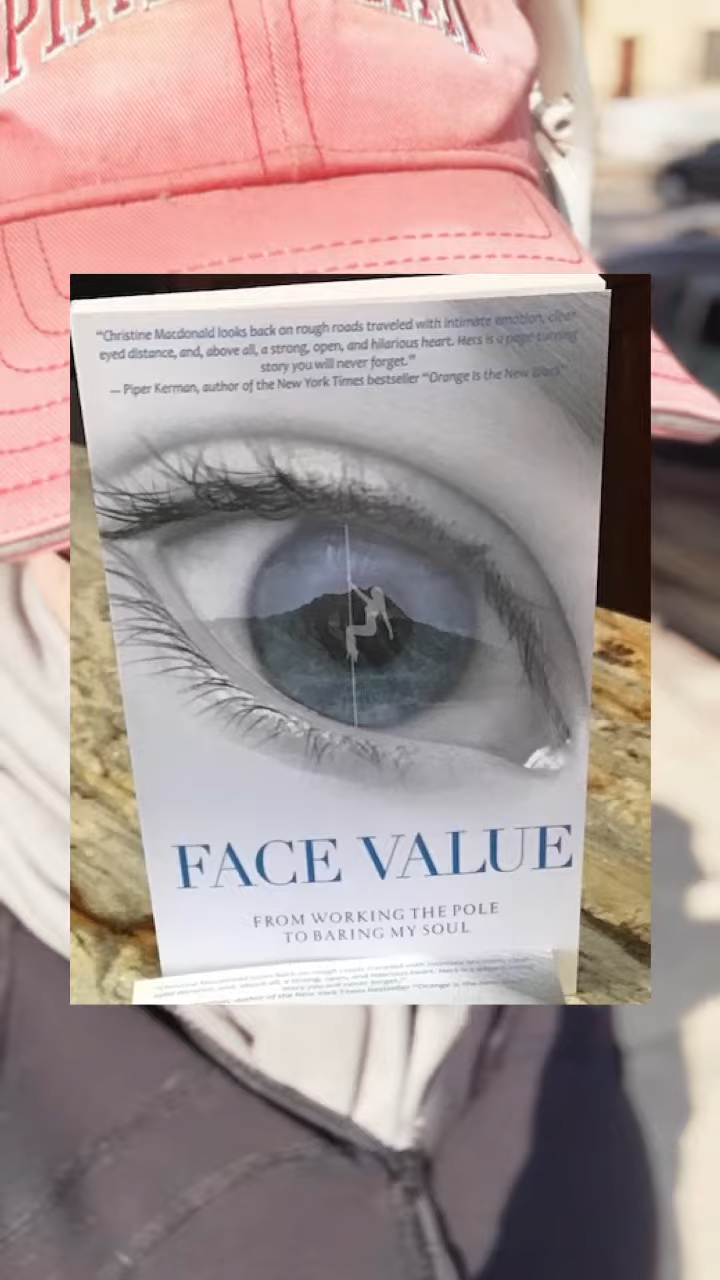 "Christine Macdonald looks back on rough roads traveled with intimate emotion, clear
eyed distance, and, above all, a strong, open, and hilarious heart. Hers is a page-turning
story you will never forget."
— Piper Kerman, author of the New York Times bestseller "Orange Is the New Black"
FACE VALUE
FROM WORKING THE POLE
TO BARING MY SOUL